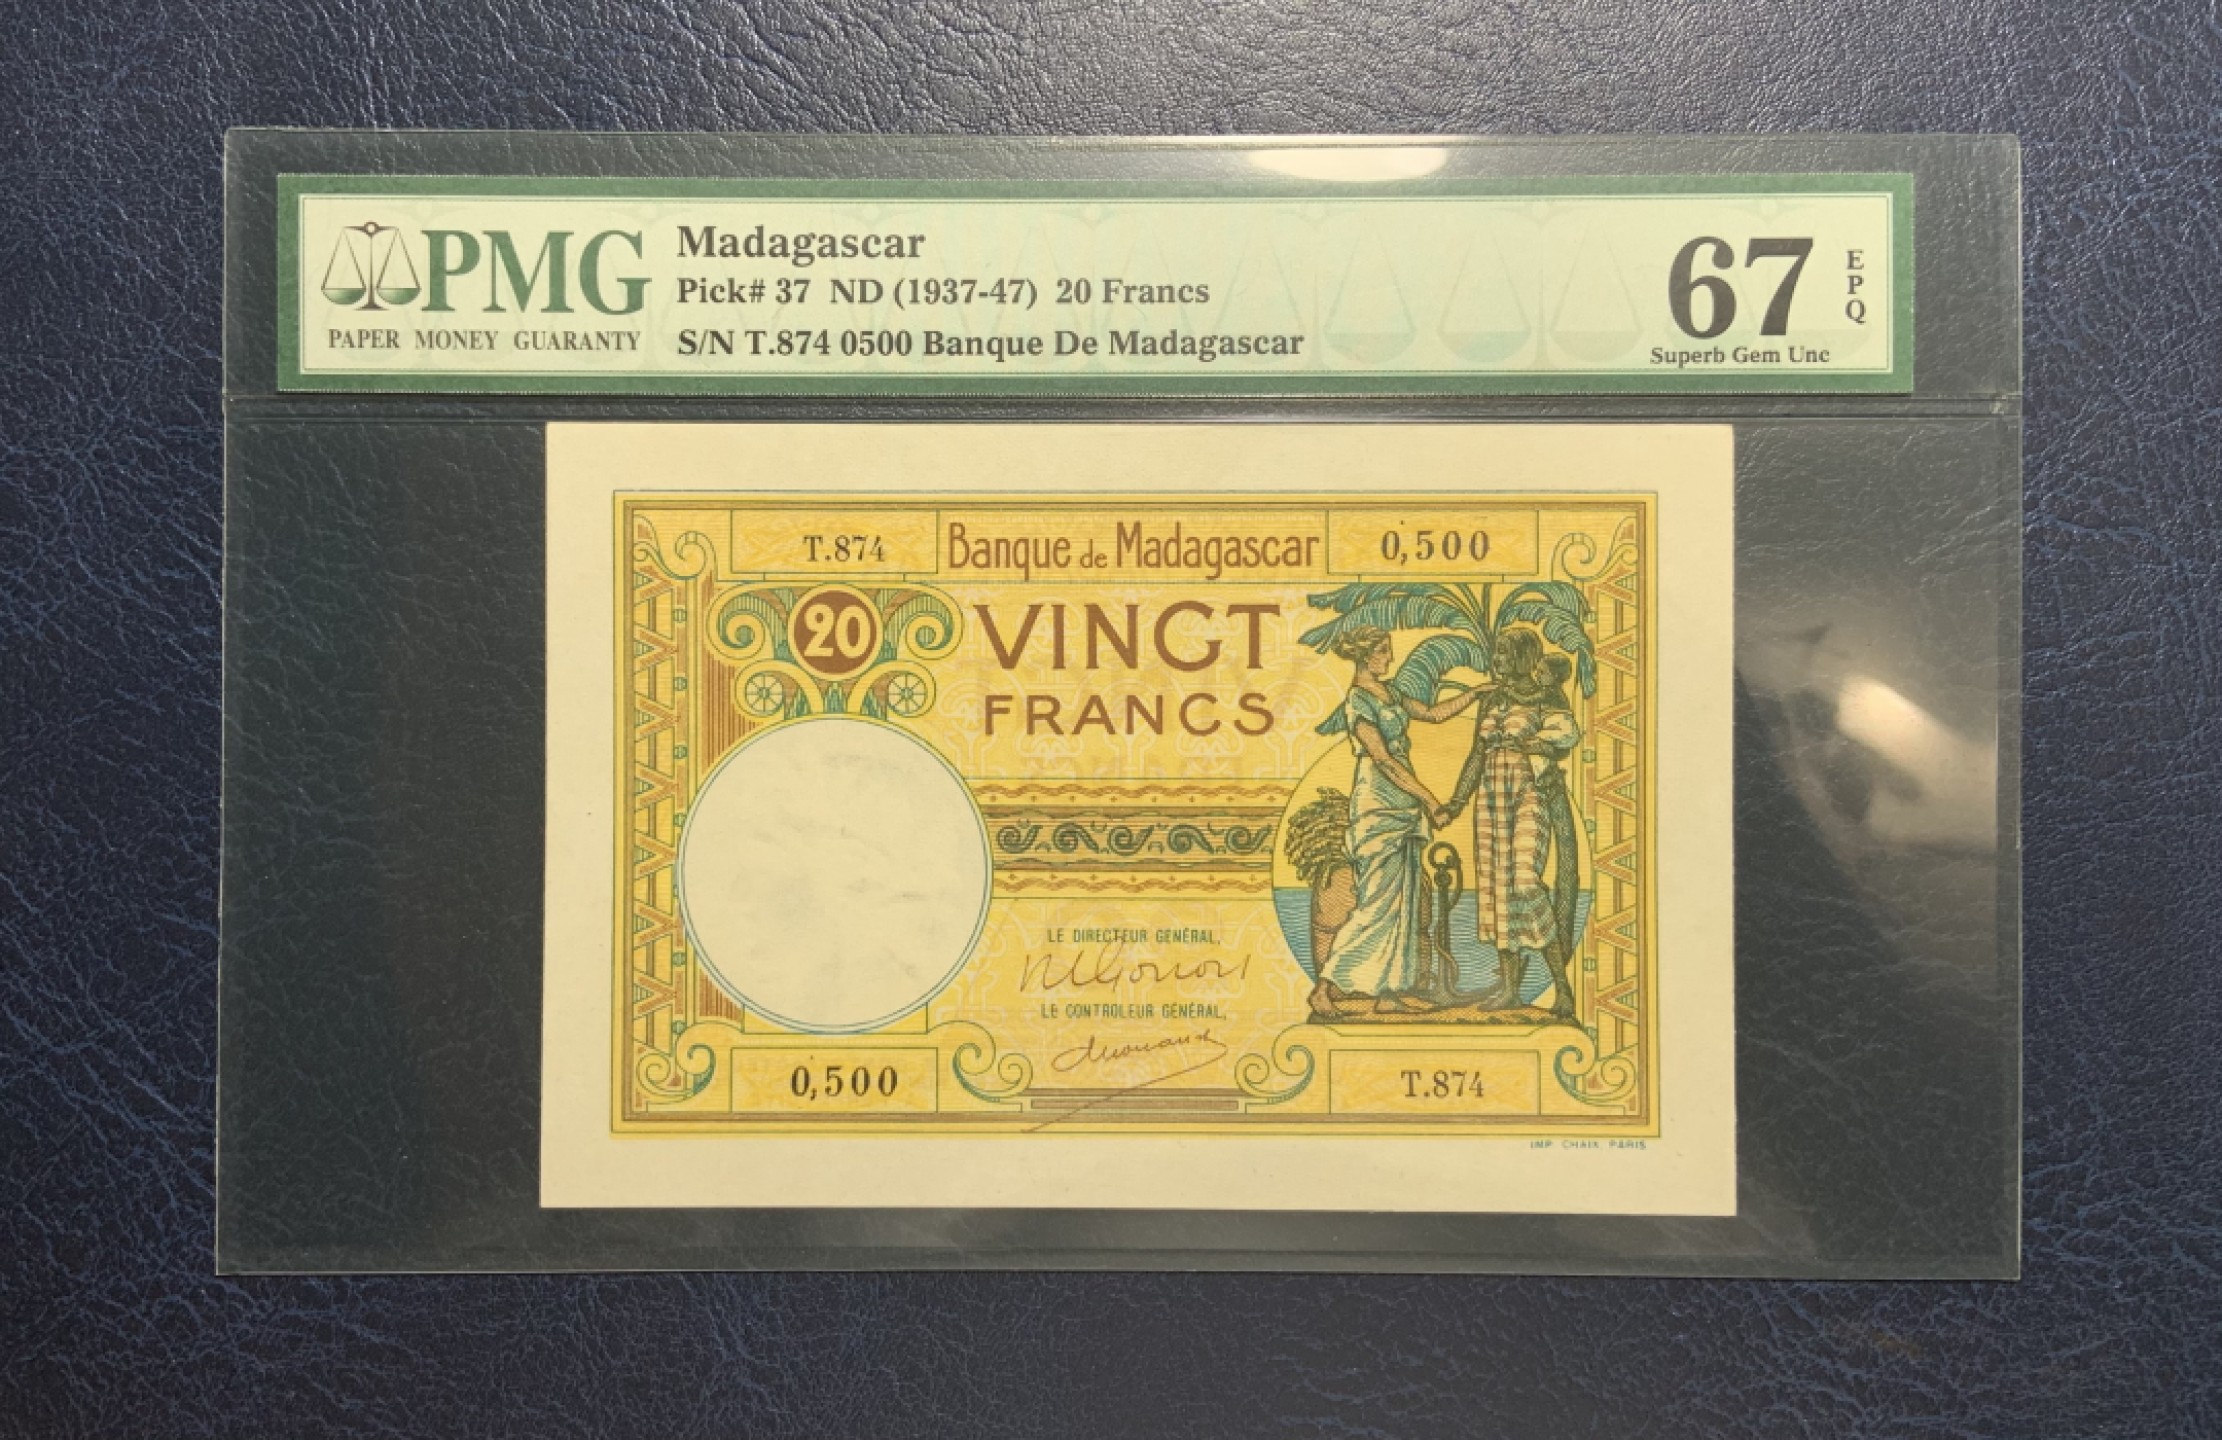 PMG
PAPER MONEY GUARANTY
Madagascar
Pick# 37 ND (1937-47) 20 Francs
S/N T.874 0500 Banque De Madagascar
67
EPQ
Superb Gem Unc
T.874
Banque de Madagascar
0,500
20
VINGT
FRANCS
LE DIRECTEUR GÉNÉRAL,
LE CONTROLEUR GÉNÉRAL,
0,500
T.874
IMP. CHAIX. PARIS